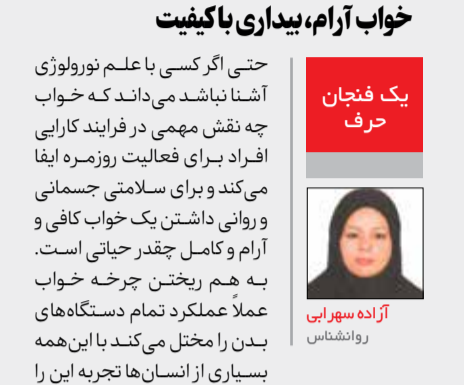 خواب آرام، بیداری با کیفیت
یک فنجان
حرف
آزاده سهرابی
روانشناس
حتی اگر کسی با علم نورولوژی
آشنا نباشد می‌داند که خواب
چه نقش مهمی در فرایند کارایی
افراد برای فعالیت روزمره ایفا
می‌کند و برای سلامتی جسمانی
و روانی داشتن یک خواب کافی و
آرام و کامل چقدر حیاتی است.
به هم ریختن چرخه خواب
عملاً عملکرد تمام دستگاه‌های
بدن را مختل می‌کند با این‌همه
بسیاری از انسان‌ها تجربه این را